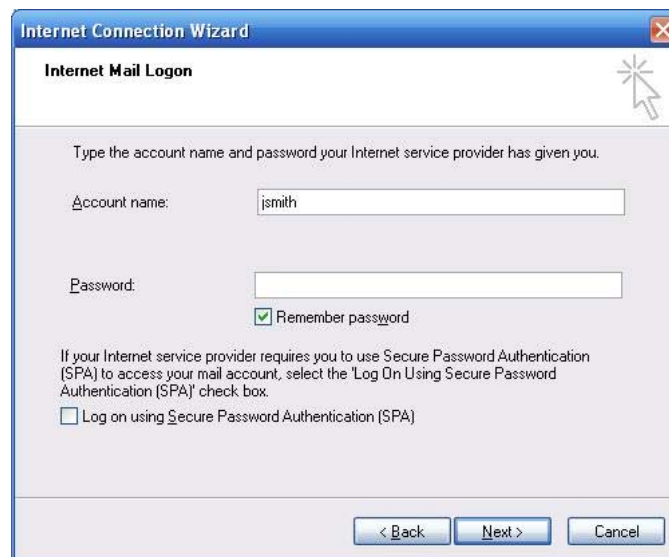 Internet Connection Wizard
Internet Mail Logon
Type the account name and password your Internet service provider has given you.
Account name:
jsmith
Password:
Remember password
If your Internet service provider requires you to use Secure Password Authentication
(SPA) to access your mail account, select the 'Log On Using Secure Password
Authentication (SPA)' check box.
Log on using Secure Password Authentication (SPA)
< Back
Next >
Cancel